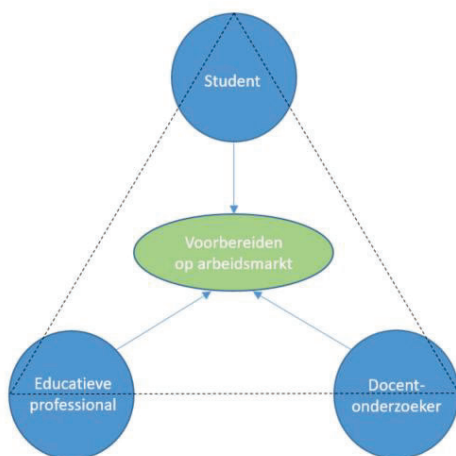 Student
Voorbereiden
op arbeidsmarkt
Educatieve
professional
Docent-
onderzoeker